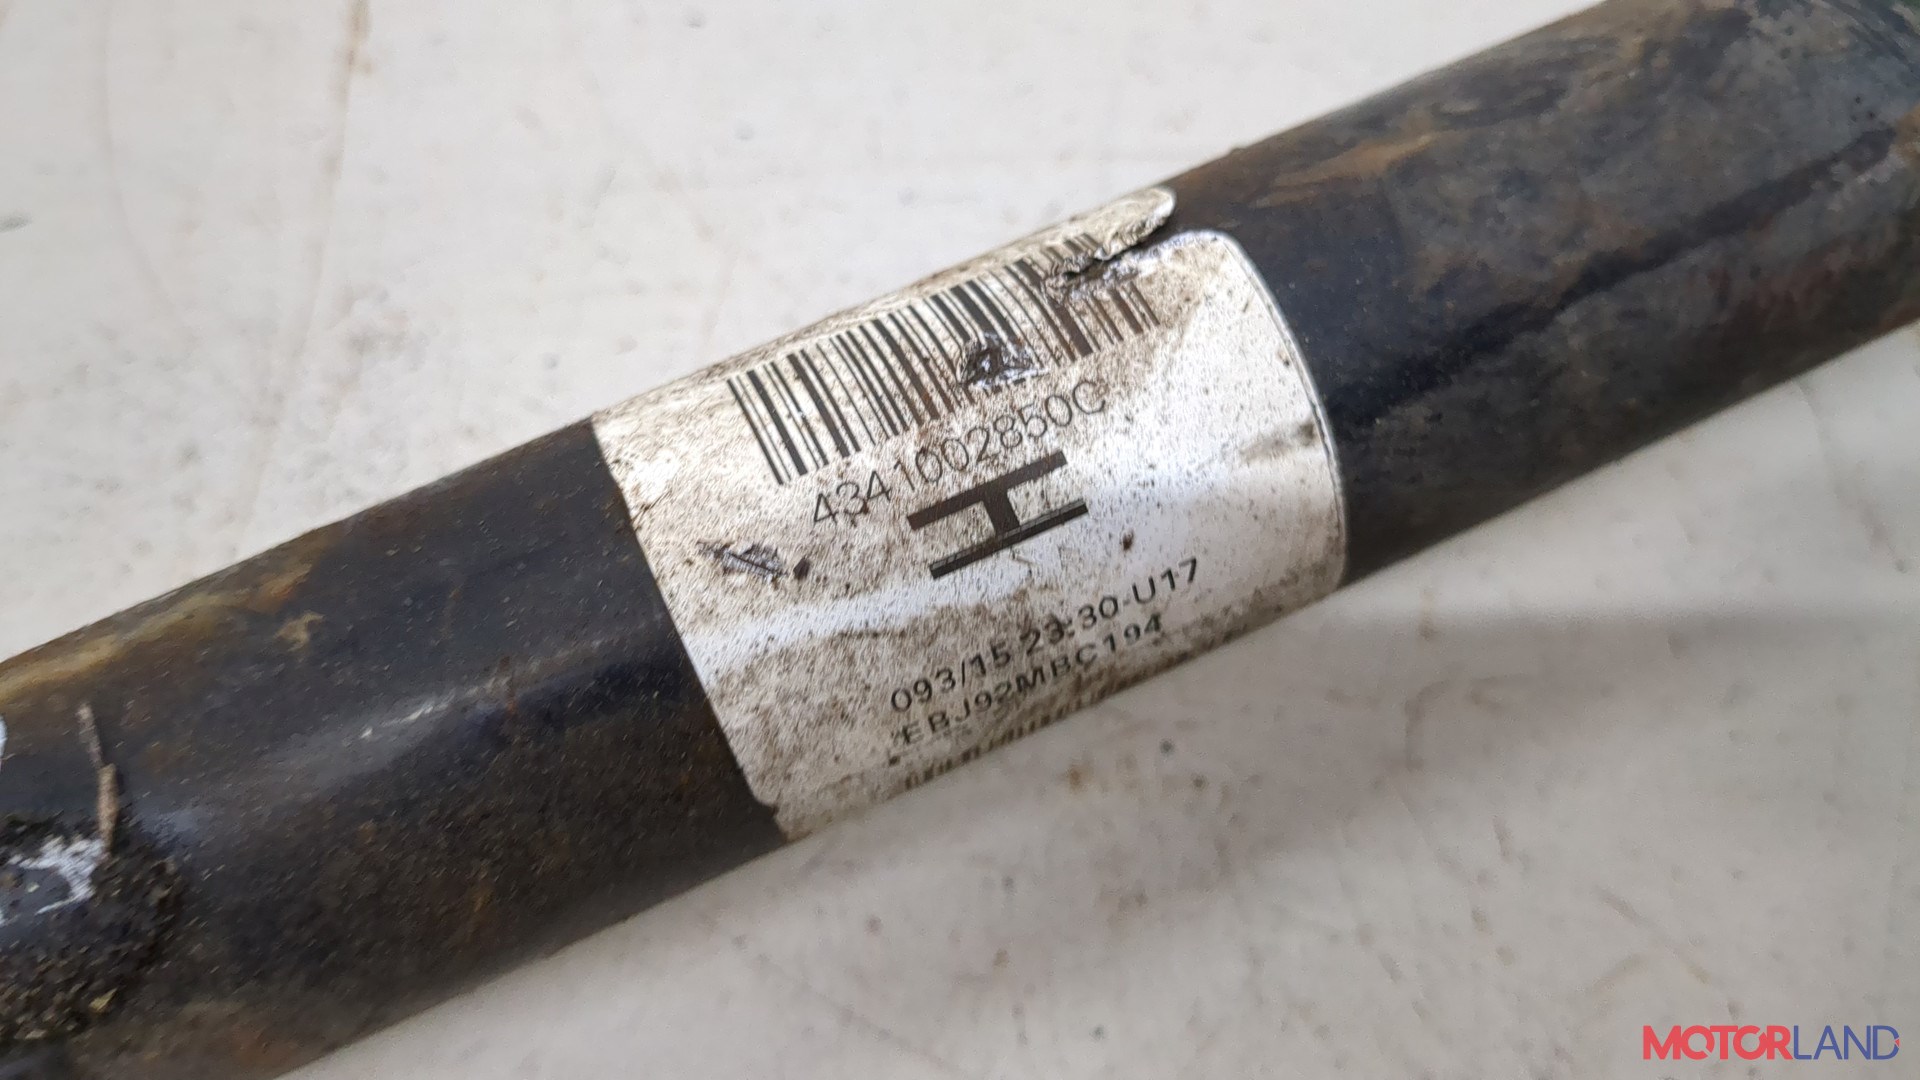 4341002850C
H
093/15 23:30-U17
*EBJ92MBC194
MOTORLAND